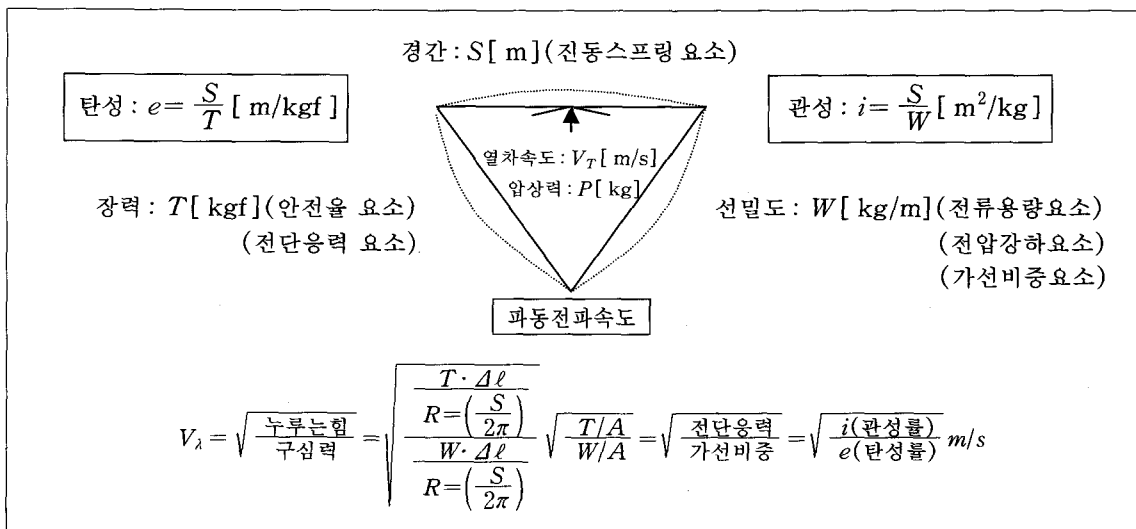 경간 : S[ m](진동스프링 요소)
탄성 : e = S/T [ m/kgf ]
관성 : i = S/W [ m²/kg ]
열차속도 : V_T[ m/s]
압상력 : P[ kg]
장력 : T[ kgf](안전율 요소)
(전단응력 요소)
선밀도 : W[ kg/m](전류용량요소)
(전압강하요소)
(가선비중요소)
파동전파속도
V_λ = √(누루는힘/구심력) = √((T·Δℓ / R=(S/2π)) / (W·Δℓ / R=(S/2π))) √((T/A)/(W/A)) = √(전단응력/가선비중) = √(i(관성률)/e(탄성률)) m/s